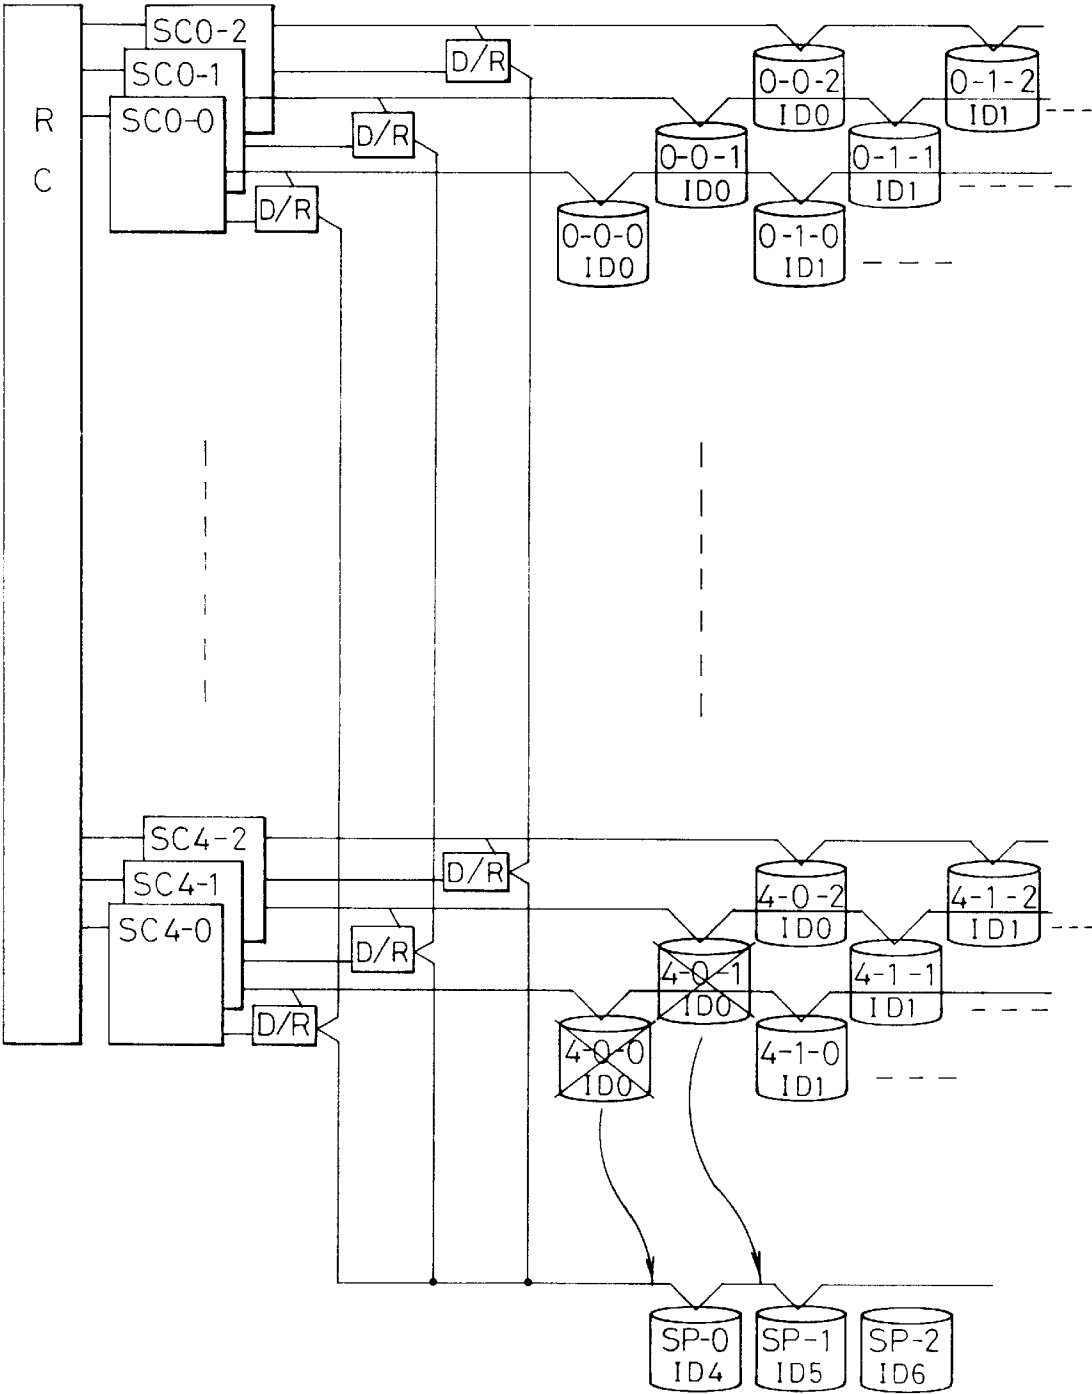 R
C
SC0-2
SC0-1
SC0-0
D/R
D/R
D/R
0-0-2
ID0
0-1-2
ID1
0-0-1
ID0
0-1-1
ID1
0-0-0
ID0
0-1-0
ID1
SC4-2
SC4-1
SC4-0
D/R
D/R
D/R
4-0-2
ID0
4-1-2
ID1
4-0-1
ID0
4-1-1
ID1
4-0-0
ID0
4-1-0
ID1
SP-0
ID4
SP-1
ID5
SP-2
ID6